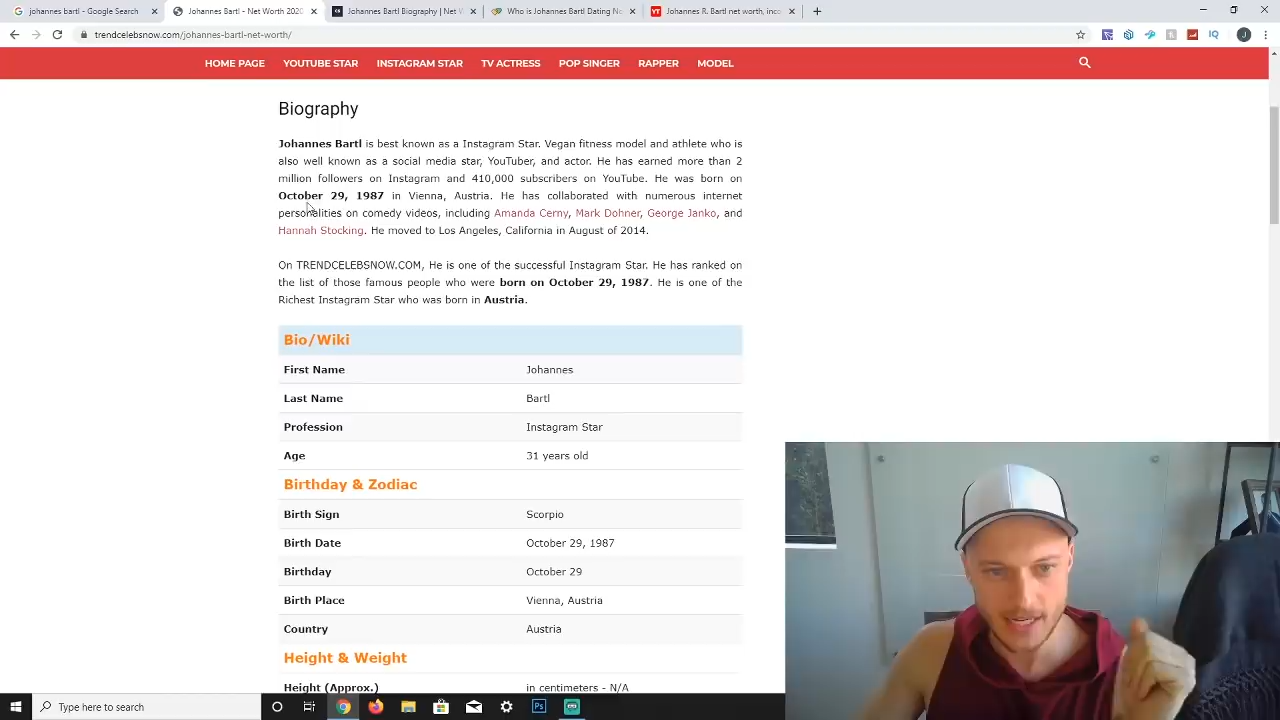 johannes bartl - Google Search
Johannes Bartl - Net Worth 2020
Johannes Bartl Biography | Net W
Who is Johannes Bartl Dating No
Johannes R. Bartl net worth, inco
trendcelebsnow.com/johannes-bartl-net-worth/
HOME PAGE YOUTUBE STAR INSTAGRAM STAR TV ACTRESS POP SINGER RAPPER MODEL
Biography
Johannes Bartl is best known as a Instagram Star. Vegan fitness model and athlete who is
also well known as a social media star, YouTuber, and actor. He has earned more than 2
million followers on Instagram and 410,000 subscribers on YouTube. He was born on
October 29, 1987 in Vienna, Austria. He has collaborated with numerous internet
personalities on comedy videos, including Amanda Cerny, Mark Dohner, George Janko, and
Hannah Stocking. He moved to Los Angeles, California in August of 2014.
On TRENDCELEBSNOW.COM, He is one of the successful Instagram Star. He has ranked on
the list of those famous people who were born on October 29, 1987. He is one of the
Richest Instagram Star who was born in Austria.
Bio/Wiki
First Name Johannes
Last Name Bartl
Profession Instagram Star
Age 31 years old
Birthday & Zodiac
Birth Sign Scorpio
Birth Date October 29, 1987
Birthday October 29
Birth Place Vienna, Austria
Country Austria
Height & Weight
Height (Approx.) in centimeters - N/A
Type here to search